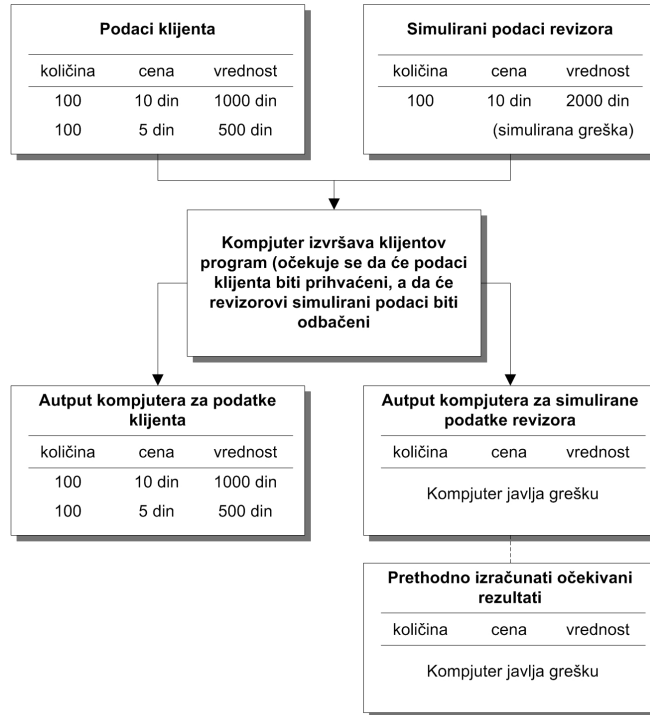 Podaci klijenta
količina cena vrednost
100 10 din 1000 din
100 5 din 500 din
Simulirani podaci revizora
količina cena vrednost
100 10 din 2000 din
(simulirana greška)
Kompjuter izvršava klijentov
program (očekuje se da će podaci
klijenta biti prihvaćeni, a da će
revizorovi simulirani podaci biti
odbačeni
Autput kompjutera za podatke
klijenta
količina cena vrednost
100 10 din 1000 din
100 5 din 500 din
Autput kompjutera za simulirane
podatke revizora
količina cena vrednost
Kompjuter javlja grešku
Prethodno izračunati očekivani
rezultati
količina cena vrednost
Kompjuter javlja grešku